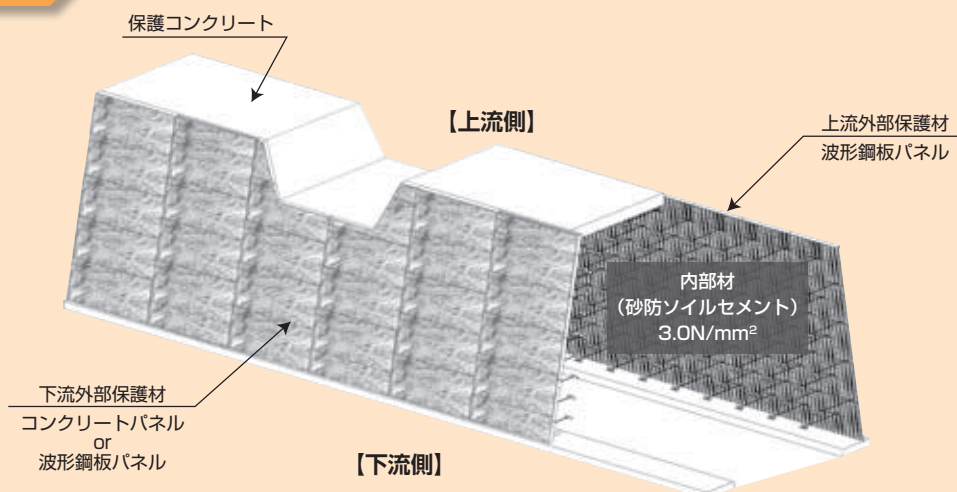 保護コンクリート
【上流側】
上流外部保護材
波形鋼板パネル
内部材
（砂防ソイルセメント）
3.0N/mm²
下流外部保護材
コンクリートパネル
or
波形鋼板パネル
【下流側】